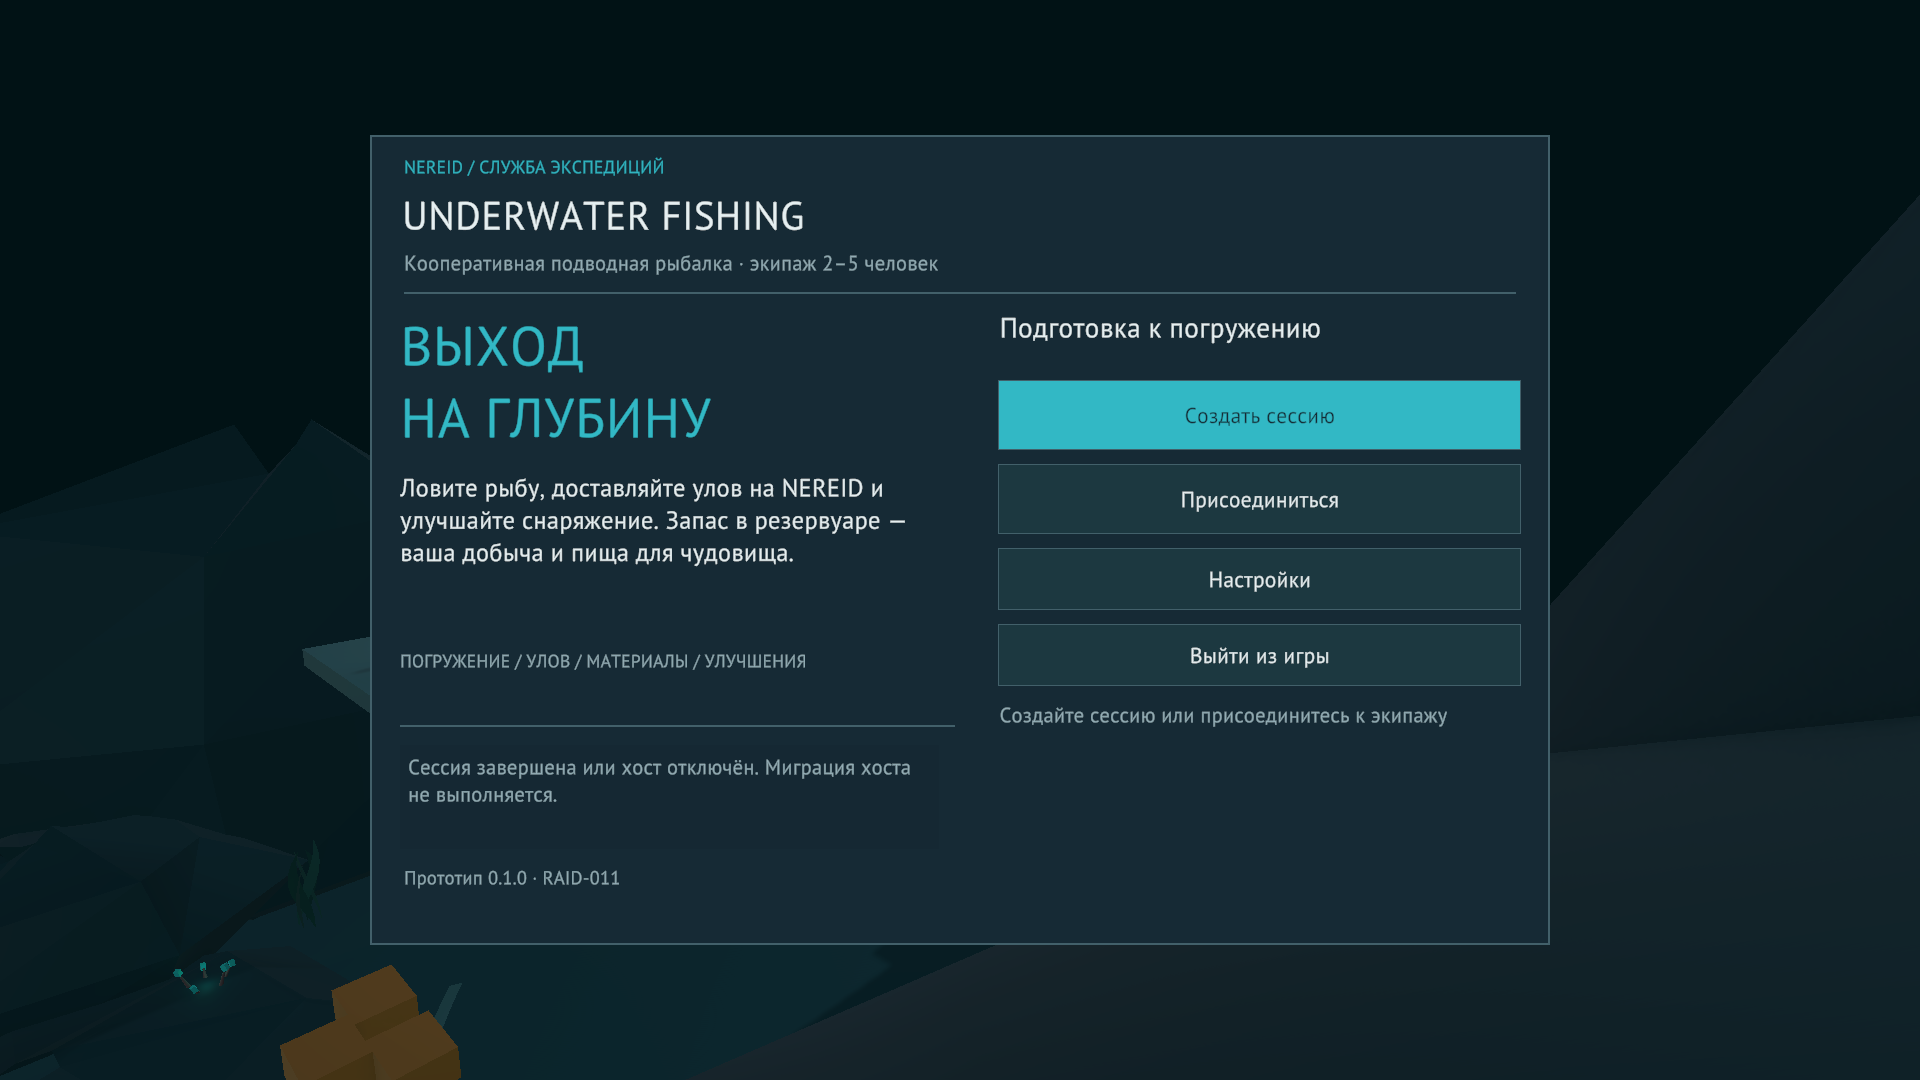 NEREID / СЛУЖБА ЭКСПЕДИЦИЙ
UNDERWATER FISHING
Кооперативная подводная рыбалка · экипаж 2–5 человек
ВЫХОД
НА ГЛУБИНУ
Ловите рыбу, доставляйте улов на NEREID и
улучшайте снаряжение. Запас в резервуаре —
ваша добыча и пища для чудовища.
ПОГРУЖЕНИЕ / УЛОВ / МАТЕРИАЛЫ / УЛУЧШЕНИЯ
Сессия завершена или хост отключён. Миграция хоста
не выполняется.
Прототип 0.1.0 · RAID-011
Подготовка к погружению
Создать сессию
Присоединиться
Настройки
Выйти из игры
Создайте сессию или присоединитесь к экипажу